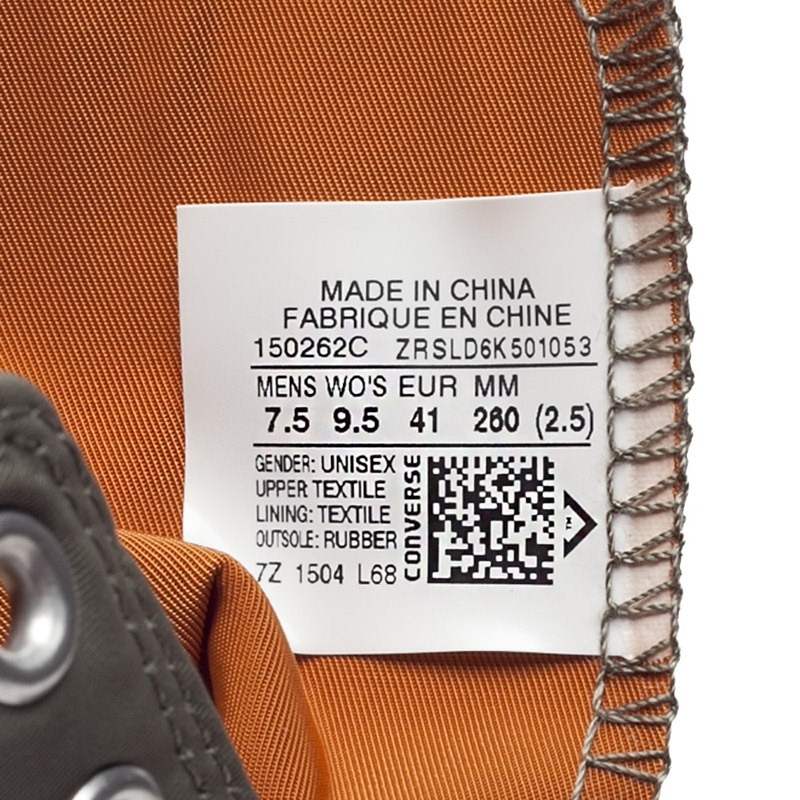 MADE IN CHINA
FABRIQUE EN CHINE
150262C ZRSLD6K501053
MENS WO'S EUR MM
7.5 9.5 41 260 (2.5)
GENDER: UNISEX
UPPER TEXTILE
LINING: TEXTILE
OUTSOLE: RUBBER
7Z 1504 L68
CONVERSE
TM